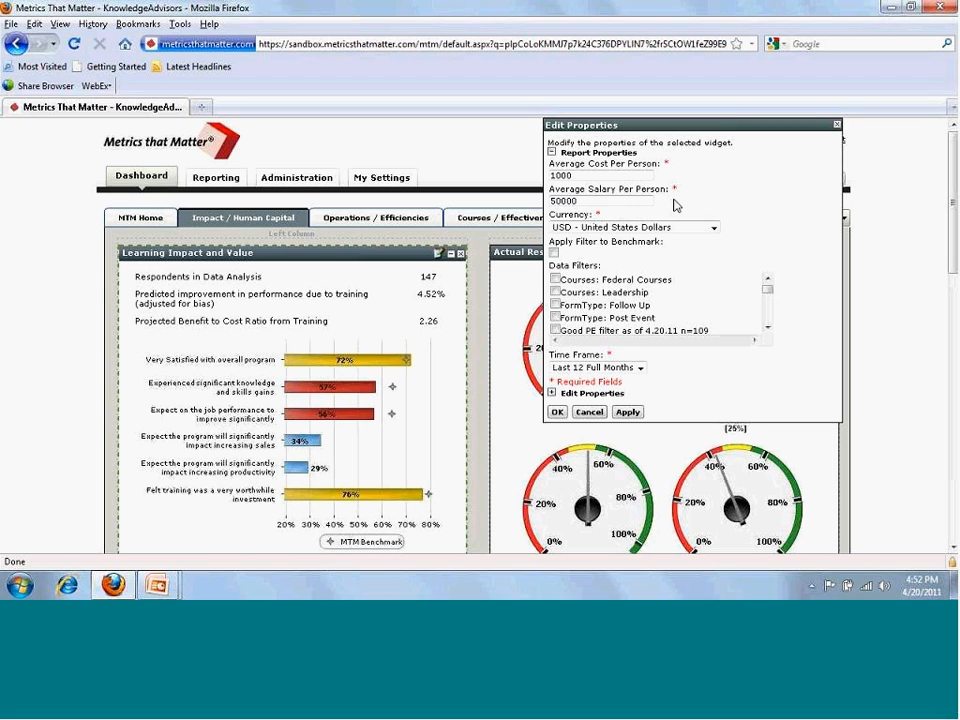 Metrics That Matter - KnowledgeAdvisors - Mozilla Firefox
File Edit View History Bookmarks Tools Help
metricsthatmatter.com https://sandbox.metricsthatmatter.com/mtm/default.aspx? Google
Most Visited Getting Started Latest Headlines
Share Browser WebEx
Metrics That Matter - KnowledgeAd...
Metrics that Matter®
Dashboard Reporting Administration My Settings
MTM Home Impact / Human Capital Operations / Efficiencies Courses / Effectiven
Left Column
Learning Impact and Value
Respondents in Data Analysis 147
Predicted improvement in performance due to training 4.52%
(adjusted for bias)
Projected Benefit to Cost Ratio from Training 2.26
Very Satisfied with overall program 72%
Experienced significant knowledge
and skills gains 57%
Expect on the job performance to
improve significantly 56%
Expect the program will significantly
impact increasing sales 34%
Expect the program will significantly
impact increasing productivity 29%
Felt training was a very worthwhile
investment 76%
20% 30% 40% 50% 60% 70% 80%
MTM Benchmark
Actual Res
20
Edit Properties
Modify the properties of the selected widget.
Report Properties
Average Cost Per Person: *
1000
Average Salary Per Person: *
50000
Currency: *
USD - United States Dollars
Apply Filter to Benchmark:
Data Filters:
Courses: Federal Courses
Courses: Leadership
FormType: Follow Up
FormType: Post Event
Good PE filter as of 4.20.11 n=109
Time Frame: *
Last 12 Full Months
* Required Fields
Edit Properties
OK Cancel Apply
[25%]
40% 60% 40% 60%
20% 80% 20% 80%
0% 100% 0% 100%
Done
4:52 PM
4/20/2011